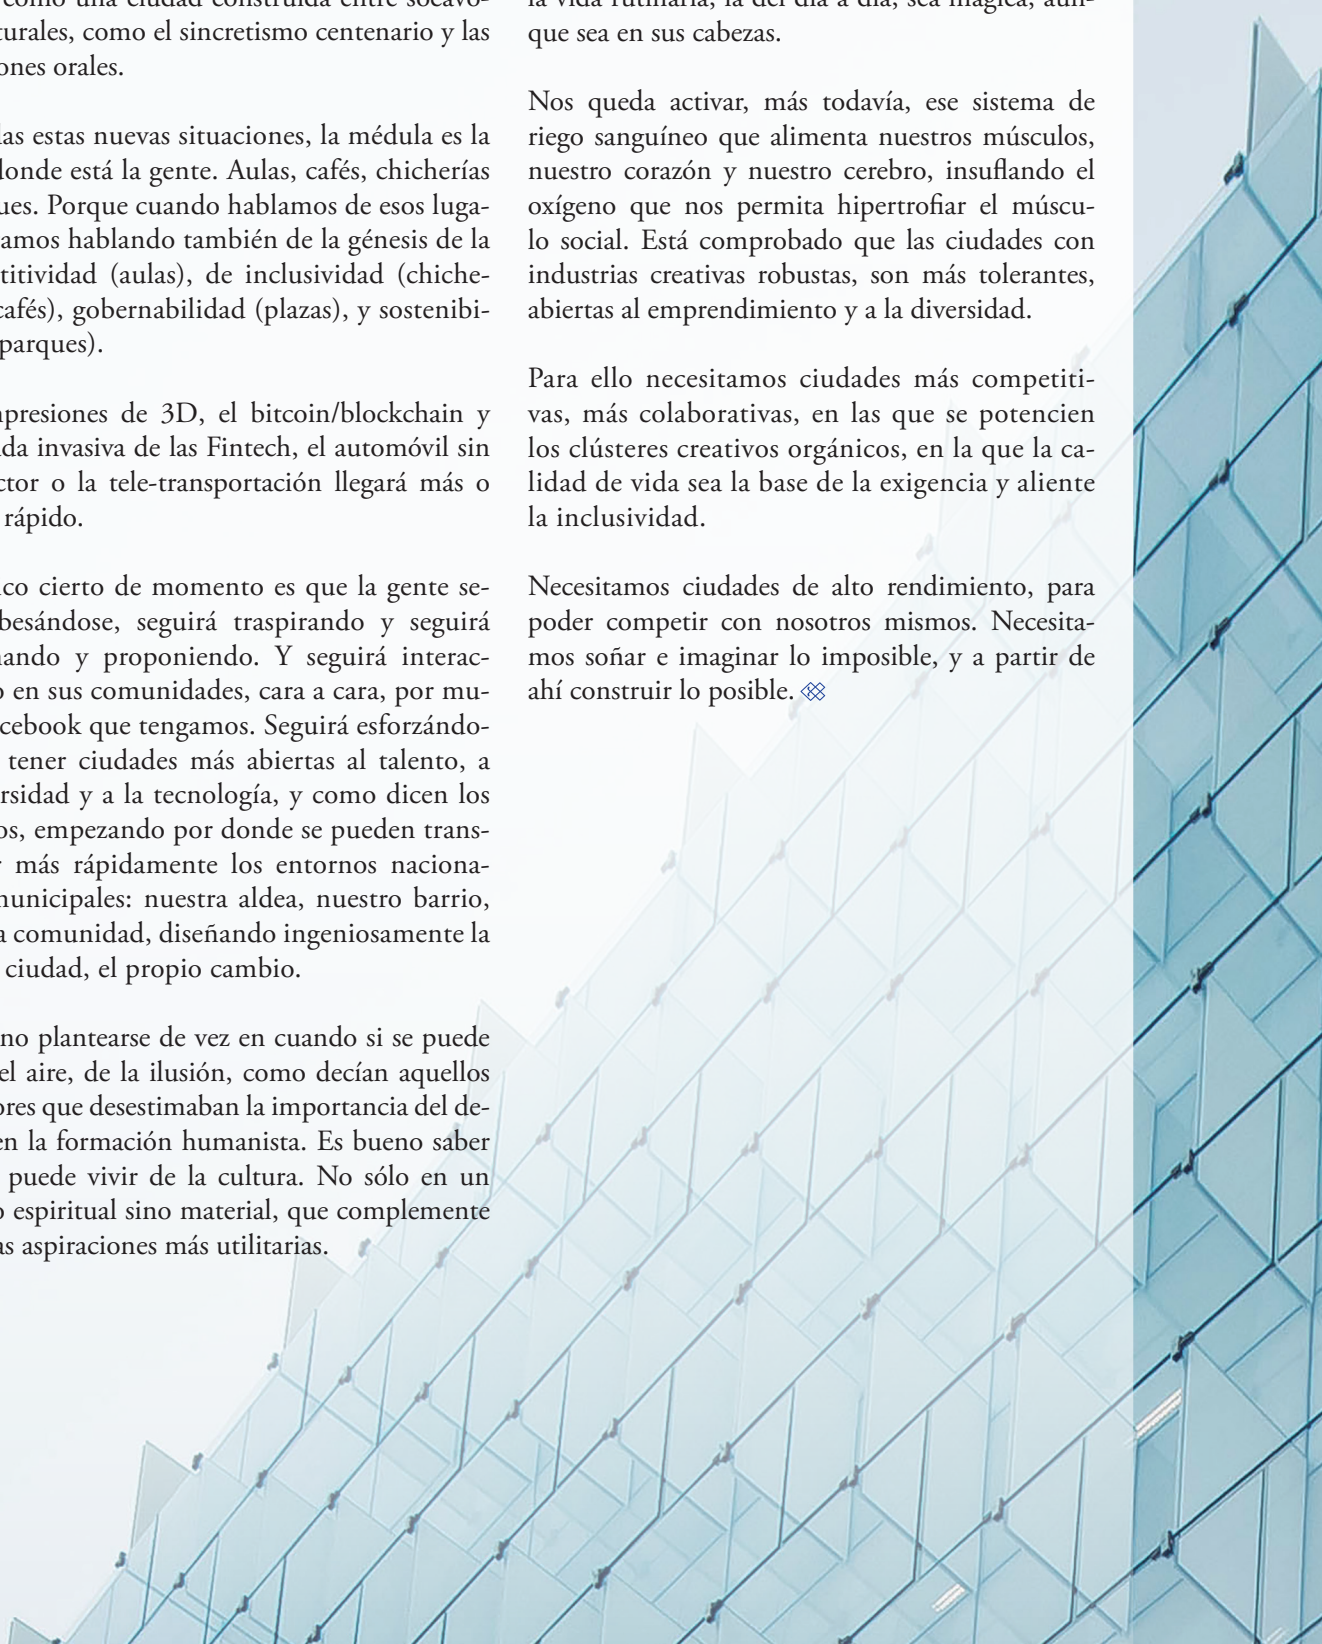 como una ciudad construida entre socavo-
turales, como el sincretismo centenario y las
ones orales.
las estas nuevas situaciones, la médula es la
donde está la gente. Aulas, cafés, chicherías
ues. Porque cuando hablamos de esos luga-
amos hablando también de la génesis de la
titividad (aulas), de inclusividad (chiche-
cafés), gobernabilidad (plazas), y sostenibi-
parques).
mpresiones de 3D, el bitcoin/blockchain y
da invasiva de las Fintech, el automóvil sin
ctor o la tele-transportación llegará más o
rápido.
ico cierto de momento es que la gente se-
besándose, seguirá traspirando y seguirá
ando y proponiendo. Y seguirá interac-
o en sus comunidades, cara a cara, por mu-
cebook que tengamos. Seguirá esforzándo-
tener ciudades más abiertas al talento, a
rsidad y a la tecnología, y como dicen los
os, empezando por donde se pueden trans-
r más rápidamente los entornos naciona-
municipales: nuestra aldea, nuestro barrio,
a comunidad, diseñando ingeniosamente la
ciudad, el propio cambio.
no plantearse de vez en cuando si se puede
el aire, de la ilusión, como decían aquellos
ores que desestimaban la importancia del de-
en la formación humanista. Es bueno saber
puede vivir de la cultura. No sólo en un
o espiritual sino material, que complemente
as aspiraciones más utilitarias.
la vida rutinaria, la del día a día, sea mágica, aun-
que sea en sus cabezas.
Nos queda activar, más todavía, ese sistema de
riego sanguíneo que alimenta nuestros músculos,
nuestro corazón y nuestro cerebro, insuflando el
oxígeno que nos permita hipertrofiar el múscu-
lo social. Está comprobado que las ciudades con
industrias creativas robustas, son más tolerantes,
abiertas al emprendimiento y a la diversidad.
Para ello necesitamos ciudades más competiti-
vas, más colaborativas, en las que se potencien
los clústeres creativos orgánicos, en la que la ca-
lidad de vida sea la base de la exigencia y aliente
la inclusividad.
Necesitamos ciudades de alto rendimiento, para
poder competir con nosotros mismos. Necesita-
mos soñar e imaginar lo imposible, y a partir de
ahí construir lo posible.